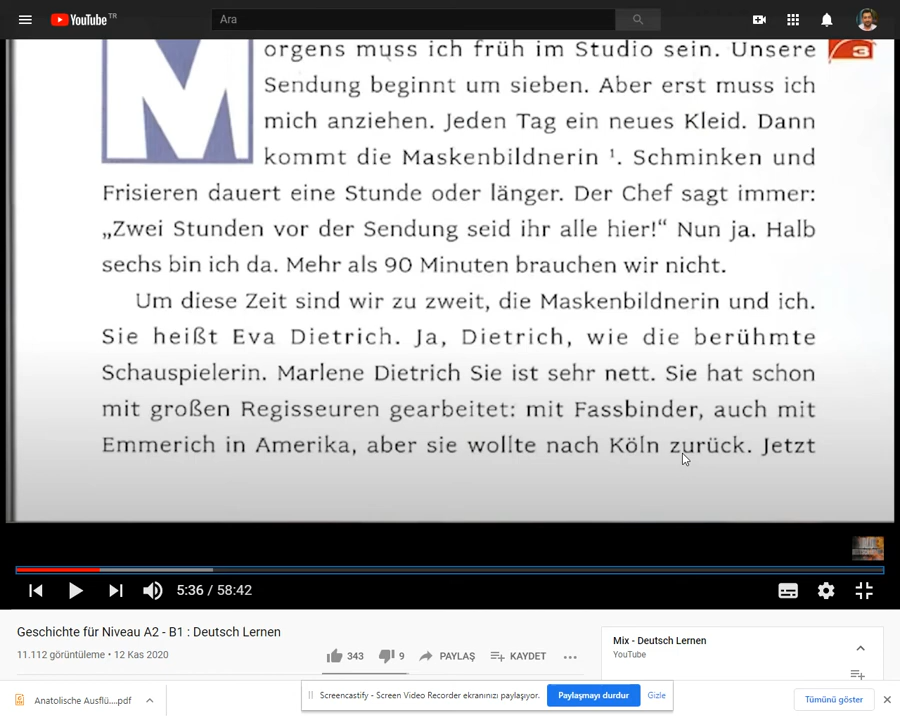 YouTube TR
Ara
Morgens muss ich früh im Studio sein. Unsere
3
Sendung beginnt um sieben. Aber erst muss ich
mich anziehen. Jeden Tag ein neues Kleid. Dann
kommt die Maskenbildnerin ¹. Schminken und
Frisieren dauert eine Stunde oder länger. Der Chef sagt immer:
„Zwei Stunden vor der Sendung seid ihr alle hier!“ Nun ja. Halb
sechs bin ich da. Mehr als 90 Minuten brauchen wir nicht.
Um diese Zeit sind wir zu zweit, die Maskenbildnerin und ich.
Sie heißt Eva Dietrich. Ja, Dietrich, wie die berühmte
Schauspielerin. Marlene Dietrich Sie ist sehr nett. Sie hat schon
mit großen Regisseuren gearbeitet: mit Fassbinder, auch mit
Emmerich in Amerika, aber sie wollte nach Köln zurück. Jetzt
5:36 / 58:42
Geschichte für Niveau A2 - B1 : Deutsch Lernen
11.112 görüntüleme • 12 Kas 2020
343
9
PAYLAŞ
KAYDET
Mix - Deutsch Lernen
YouTube
Anatolische Ausflü....pdf
Screencastify - Screen Video Recorder ekranınızı paylaşıyor.
Paylaşmayı durdur
Gizle
Tümünü göster